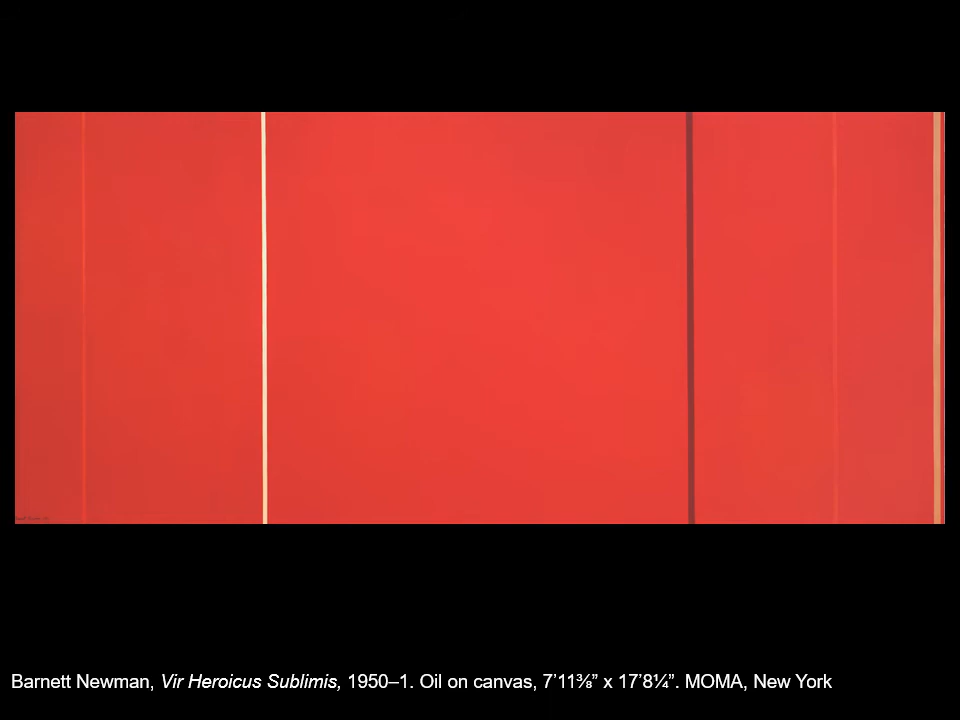 Barnett Newman, Vir Heroicus Sublimis, 1950–1. Oil on canvas, 7’11⅜” x 17’8¼”. MOMA, New York